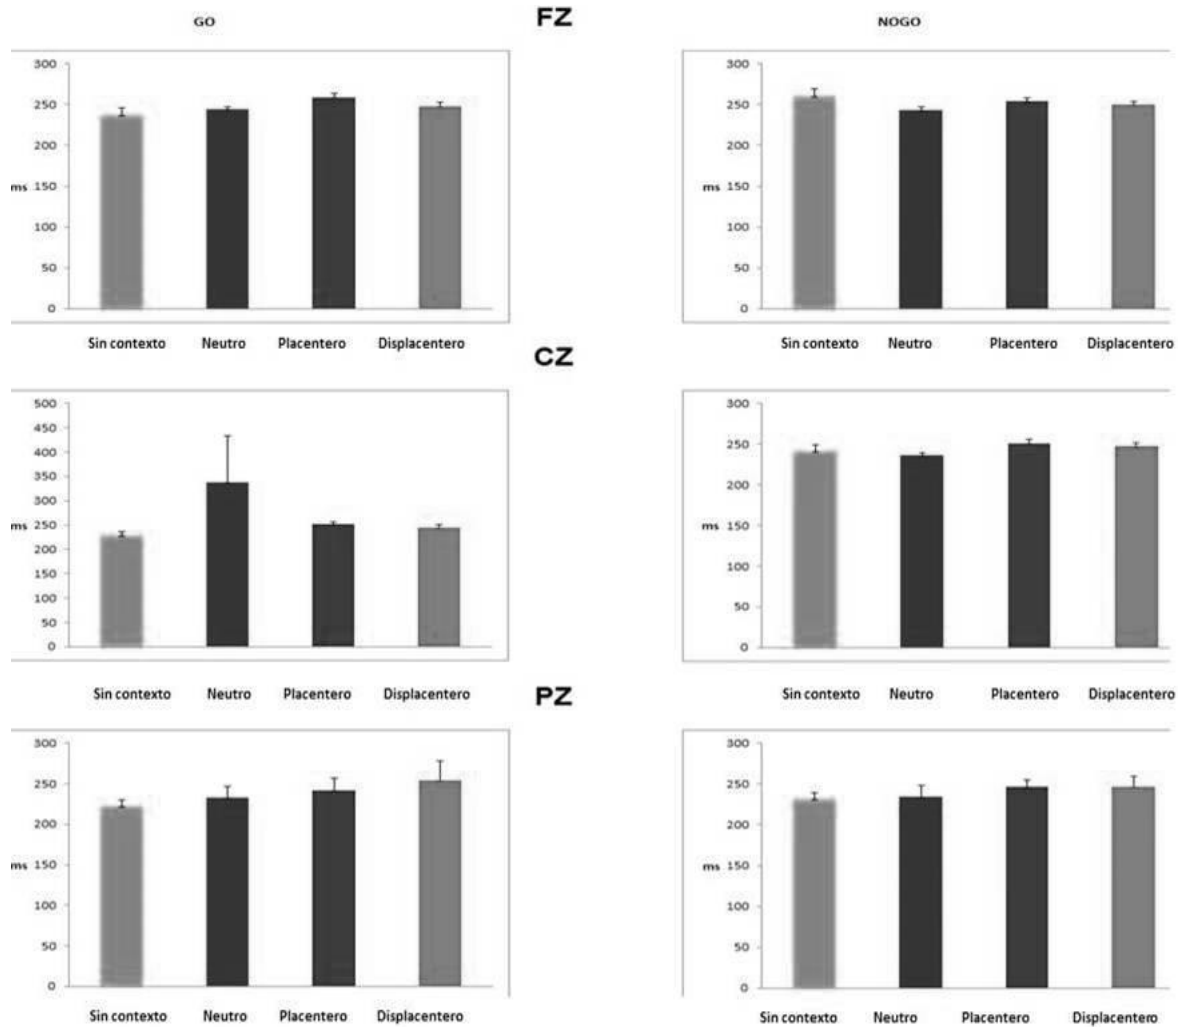 GO FZ NOGO
300 300
250 250
200 200
ms 150 ms 150
100 100
50 50
0 0
Sin contexto Neutro Placentero Displacentero Sin contexto Neutro Placentero Displacentero
CZ
500 300
450 250
400 200
350 ms 150
300 100
ms 250 50
200 0
150
100
50
0
Sin contexto Neutro Placentero Displacentero Sin contexto Neutro Placentero Displacentero
PZ
300 300
250 250
200 200
ms 150 ms 150
100 100
50 50
0 0
Sin contexto Neutro Placentero Displacentero Sin contexto Neutro Placentero Displacentero